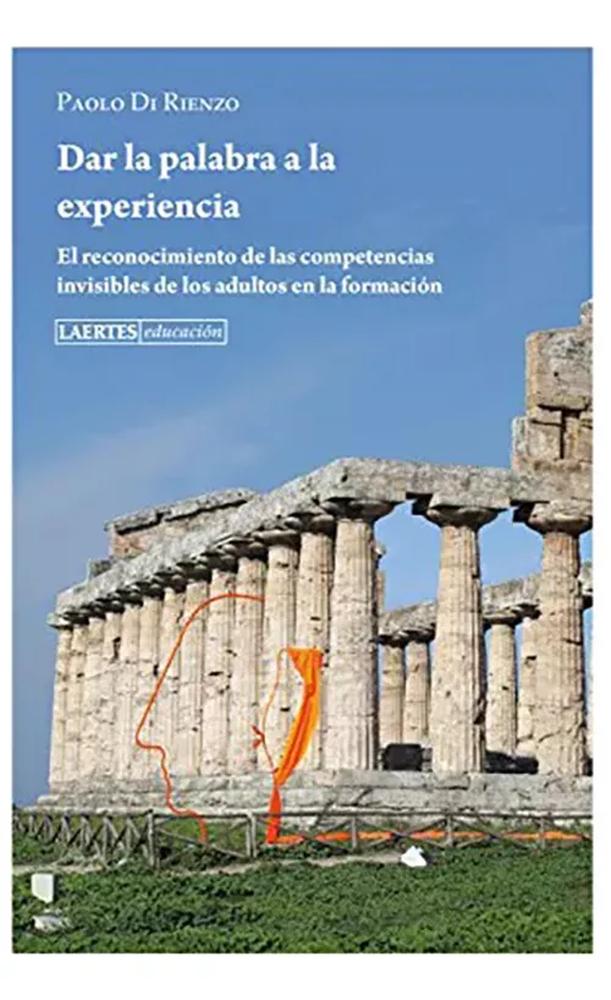 PAOLO DI RIENZO
Dar la palabra a la
experiencia
El reconocimiento de las competencias
invisibles de los adultos en la formación
LAERTES educación